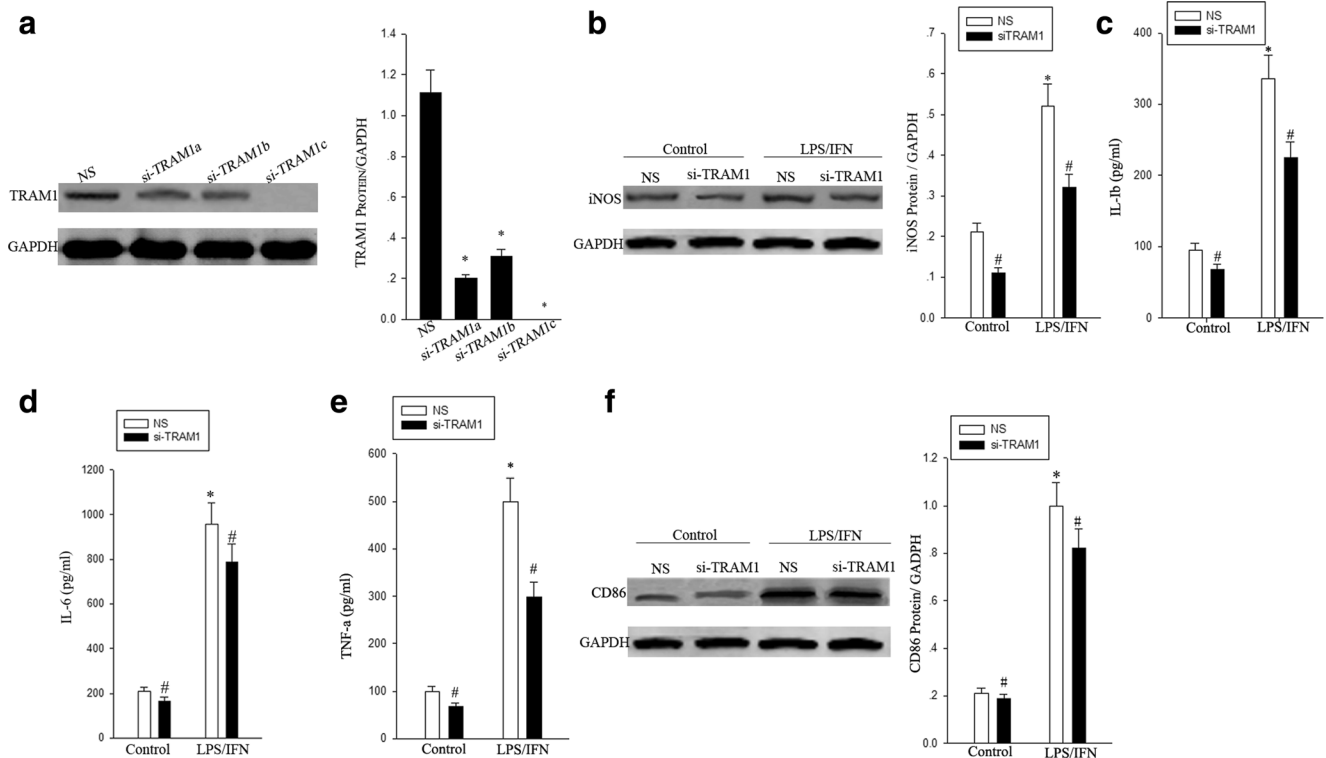 a
NS
si-TRAM1a
si-TRAM1b
si-TRAM1c
TRAM1
GAPDH
TRAM1 PROTEIN/GAPDH
1.4
1.2
1.0
.8
.6
.4
.2
0.0
*
*
*
NS
si-TRAM1a
si-TRAM1b
si-TRAM1c
b
Control
LPS/IFN
NS
si-TRAM1
NS
si-TRAM1
iNOS
GAPDH
NS
siTRAM1
iNOS Protein / GAPDH
.7
.6
.5
.4
.3
.2
.1
0.0
#
*
#
Control
LPS/IFN
c
NS
si-TRAM1
IL-Ib (pg/ml)
400
300
200
100
0
#
*
#
Control
LPS/IFN
d
NS
si-TRAM1
IL-6 (pg/ml)
1200
1000
800
600
400
200
0
#
*
#
Control
LPS/IFN
e
NS
si-TRAM1
TNF-a (pg/ml)
600
500
400
300
200
100
0
#
*
#
Control
LPS/IFN
f
Control
LPS/IFN
NS
si-TRAM1
NS
si-TRAM1
CD86
GAPDH
NS
si-TRAM1
CD86 Protein/ GADPH
1.2
1.0
.8
.6
.4
.2
0.0
#
*
#
Control
LPS/IFN